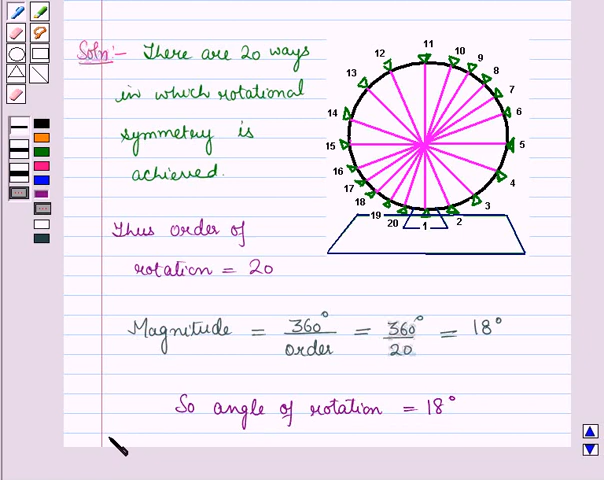 Soln:- There are 20 ways
in which rotational
symmetry is
achieved.
Thus order of
rotation = 20
Magnitude = 360°/order = 360°/20 = 18°
So angle of rotation = 18°
11
12
10
9
13
8
7
14
6
15
5
16
4
17
18
3
19
20
1
2